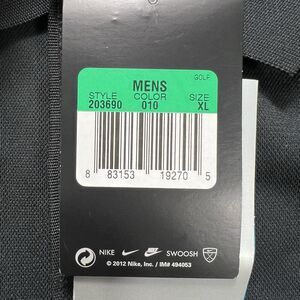 MENS
GOLF
STYLE COLOR SIZE
203690 010 XL
8 83153 19270 5
NIKE SWOOSH
© 2012 Nike, Inc. / IM# 494053